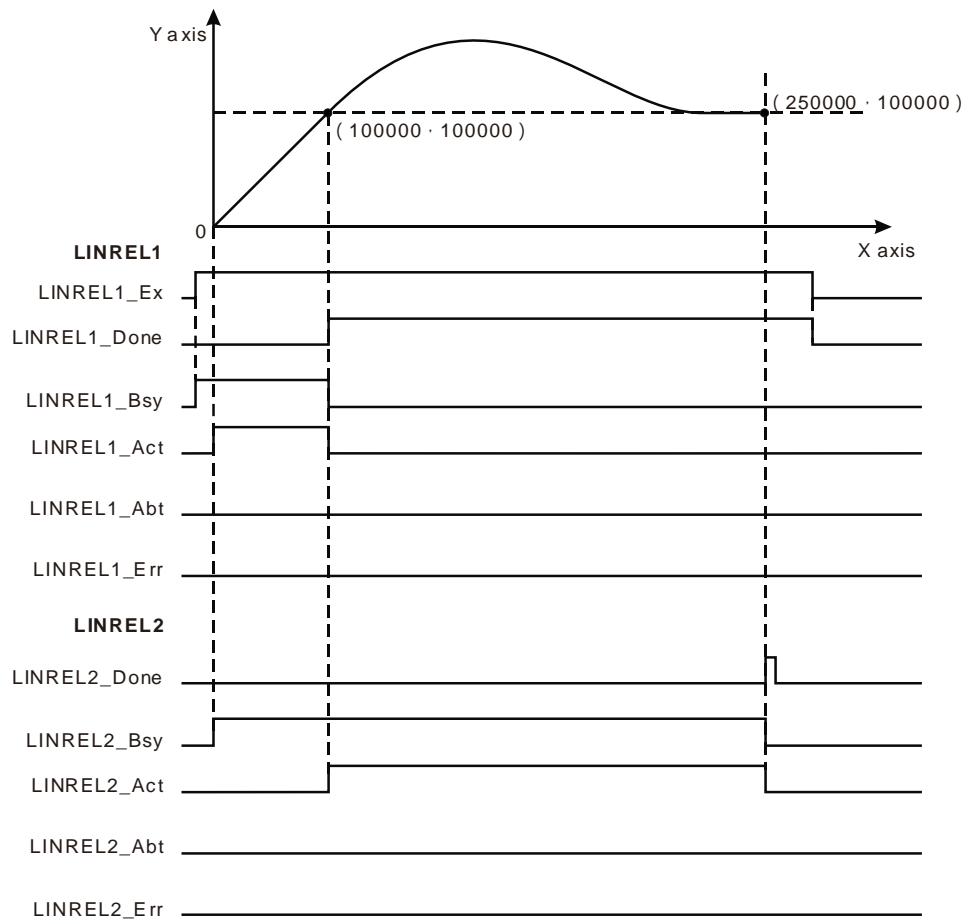 Y axis
( 250000 · 100000 )
( 100000 · 100000 )
0
X axis
LINREL1
LINREL1_Ex
LINREL1_Done
LINREL1_Bsy
LINREL1_Act
LINREL1_Abt
LINREL1_Err
LINREL2
LINREL2_Done
LINREL2_Bsy
LINREL2_Act
LINREL2_Abt
LINREL2_Err